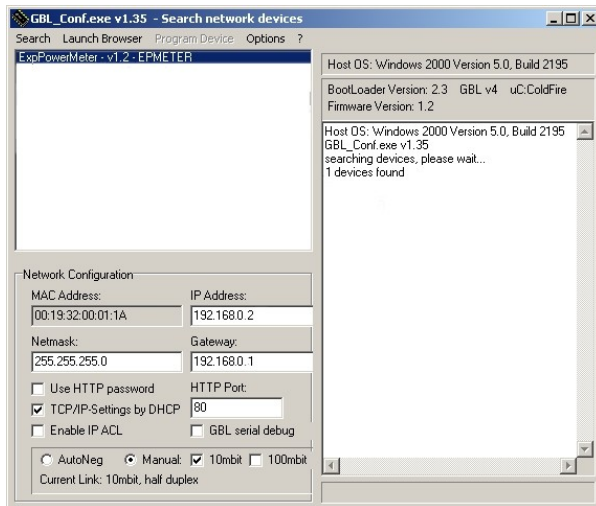 GBL_Conf.exe v1.35 - Search network devices
Search Launch Browser Program Device Options ?
ExpPowerMeter - v1.2 - EPMETER
Host OS: Windows 2000 Version 5.0, Build 2195
BootLoader Version: 2.3 GBL v4 uC:ColdFire
Firmware Version: 1.2
Host OS: Windows 2000 Version 5.0, Build 2195
GBL_Conf.exe v1.35
searching devices, please wait...
1 devices found
Network Configuration
MAC Address: IP Address:
00:19:32:00:01:1A 192.168.0.2
Netmask: Gateway:
255.255.255.0 192.168.0.1
Use HTTP password HTTP Port:
TCP/IP-Settings by DHCP 80
Enable IP ACL GBL serial debug
AutoNeg Manual: 10mbit 100mbit
Current Link: 10mbit, half duplex